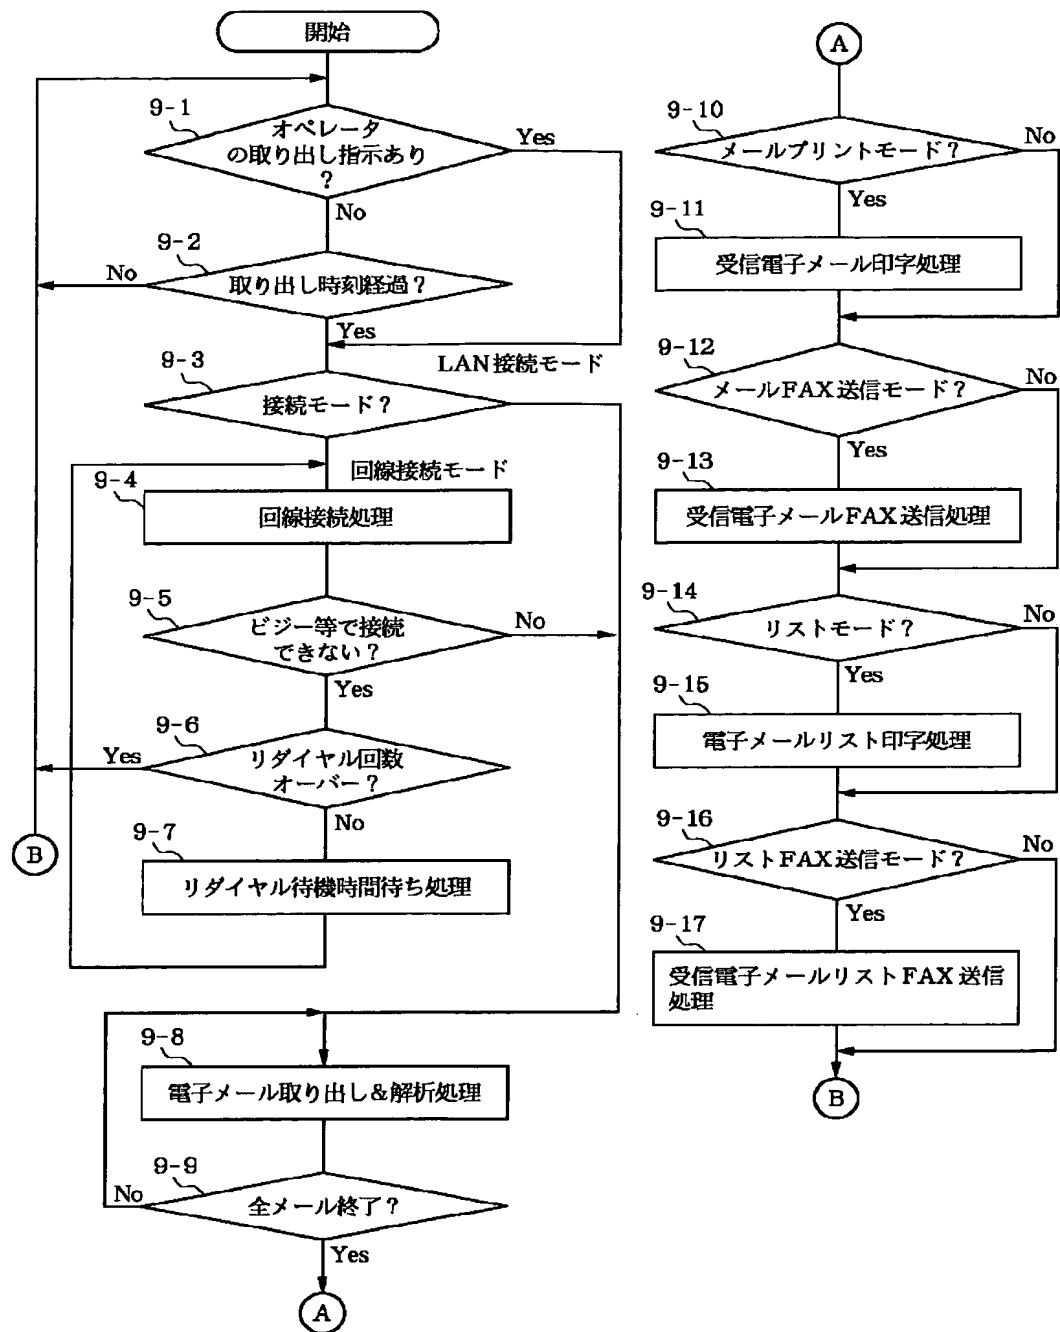 開始
9-1
オペレータ
の取り出し指示あり
?
Yes
No
9-2
No
取り出し時刻経過?
Yes
LAN接続モード
9-3
接続モード?
回線接続モード
9-4
回線接続処理
9-5
ビジー等で接続
できない?
No
Yes
9-6
Yes
リダイヤル回数
オーバー?
No
B
9-7
リダイヤル待機時間待ち処理
9-8
電子メール取り出し&解析処理
9-9
No
全メール終了?
Yes
A
A
9-10
メールプリントモード?
No
Yes
9-11
受信電子メール印字処理
9-12
メールFAX送信モード?
No
Yes
9-13
受信電子メールFAX送信処理
9-14
リストモード?
No
Yes
9-15
電子メールリスト印字処理
9-16
リストFAX送信モード?
No
Yes
9-17
受信電子メールリストFAX送信
処理
B